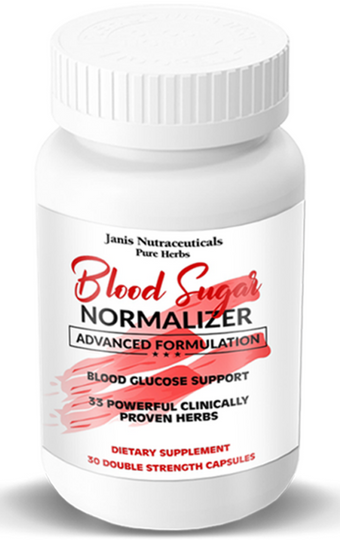 Janis Nutraceuticals
Pure Herbs
Blood Sugar
NORMALIZER
ADVANCED FORMULATION
BLOOD GLUCOSE SUPPORT
33 POWERFUL CLINICALLY
PROVEN HERBS
DIETARY SUPPLEMENT
30 DOUBLE STRENGTH CAPSULES